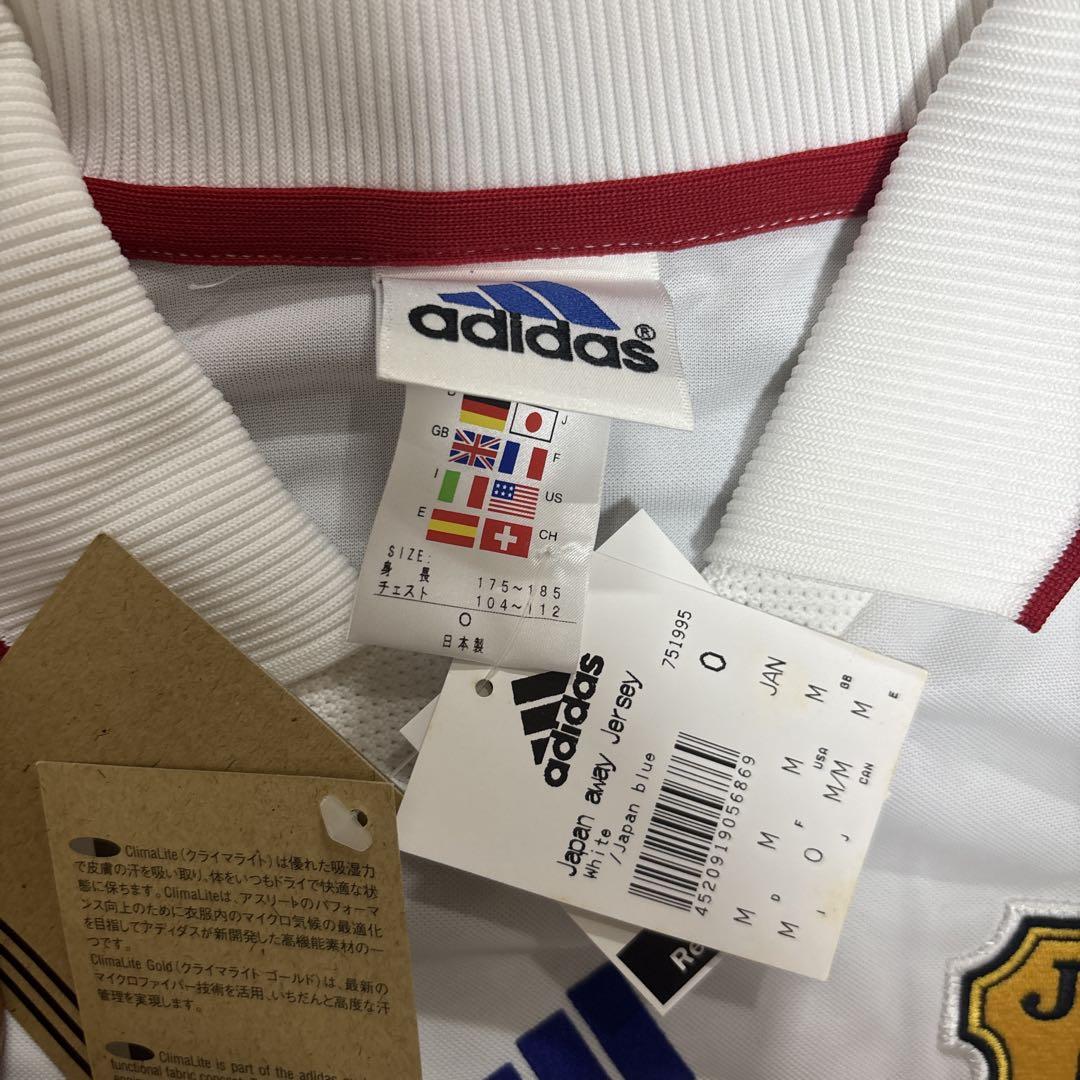 adidas®
J
GB
F
I
US
E
CH
SIZE:
身長 175~185
チェスト 104~112
O
日本製
adidas
Japan away Jersey
White
/Japan blue
751995
O
JAN
4520919056869
M
GB
M
E
M
USA
M/M
CAN
M
F
O
J
M
D
M
I
Re
ClimaLite(クライマライト)は優れた吸湿力
で皮膚の汗を吸い取り、体をいつもドライで快適な状
態に保ちます。ClimaLiteは、アスリートのパフォーマ
ンス向上のために衣服内のマイクロ気候の最適化
を目指してアディダスが新開発した高機能素材の一
つです。
ClimaLite Gold(クライマライト ゴールド)は、最新の
マイクロファイバー技術を活用、いちだんと高度な汗
管理を実現します。
ClimaLite is part of the adidas
functional fabric concept.
J